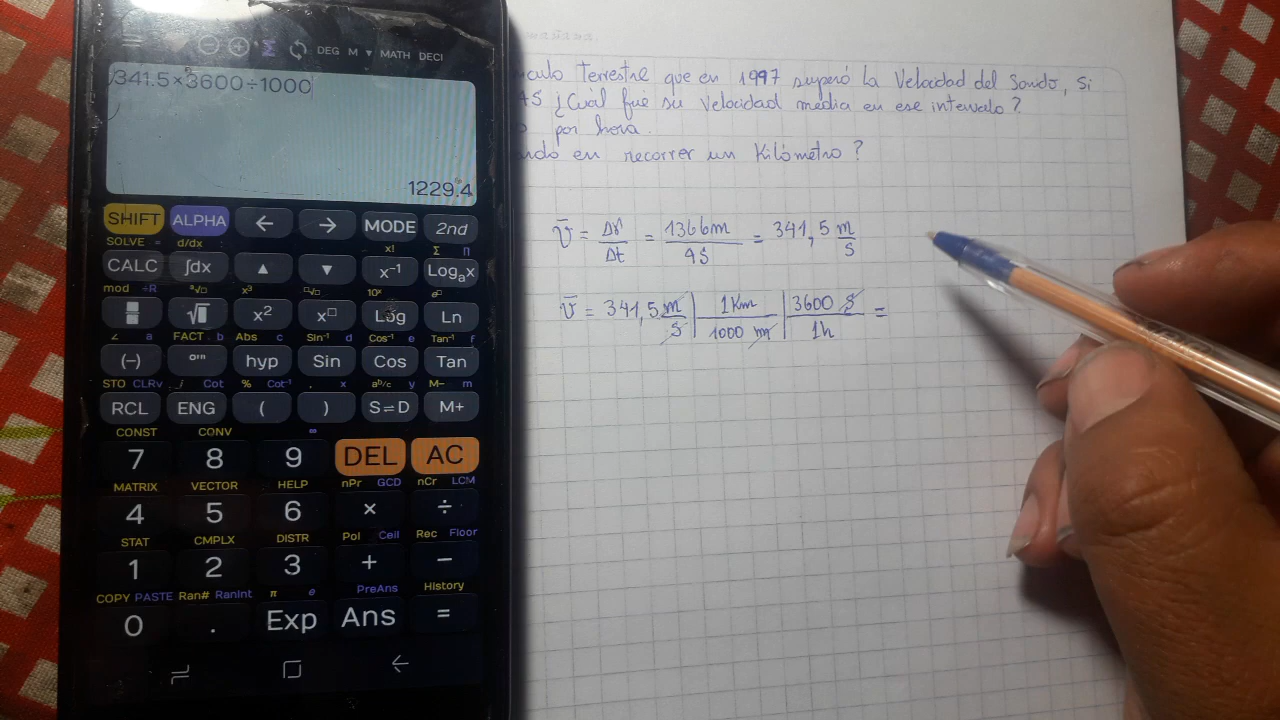 DEG M ▾ MATH DECI
341.5×3600÷1000
1229.4
SHIFT ALPHA ← → MODE 2nd
SOLVE = d/dx : x! Σ Π
CALC ∫dx ▲ ▼ x⁻¹ Logₐx
mod ÷R ³√□ x³ □√□ 10ˣ eᵒ
√ x² x□ Log Ln
∠ a FACT b Abs c Sin⁻¹ d Cos⁻¹ e Tan⁻¹ f
(−) °'" hyp Sin Cos Tan
STO CLRv i Cot % Cot⁻¹ , x aᵇ/c y M− m
RCL ENG ( ) S⇌D M+
CONST CONV ∞
7 8 9 DEL AC
MATRIX VECTOR HELP nPr GCD nCr LCM
4 5 6 × ÷
STAT CMPLX DISTR Pol Ceil Rec Floor
1 2 3 + −
COPY PASTE Ran# RanInt π e PreAns History
0 . Exp Ans =
culo Terrestre que en 1997 superó la Velocidad del Sonido, Si
4S ¿Cuál fue su Velocidad media en ese intervalo?
por hora.
ndo en recorrer un Kilómetro?
V̄ = Δr/Δt = 1366m/4S = 341,5 m/s
V̄ = 341,5 m/s | 1Km/1000 m | 3600 s/1h =